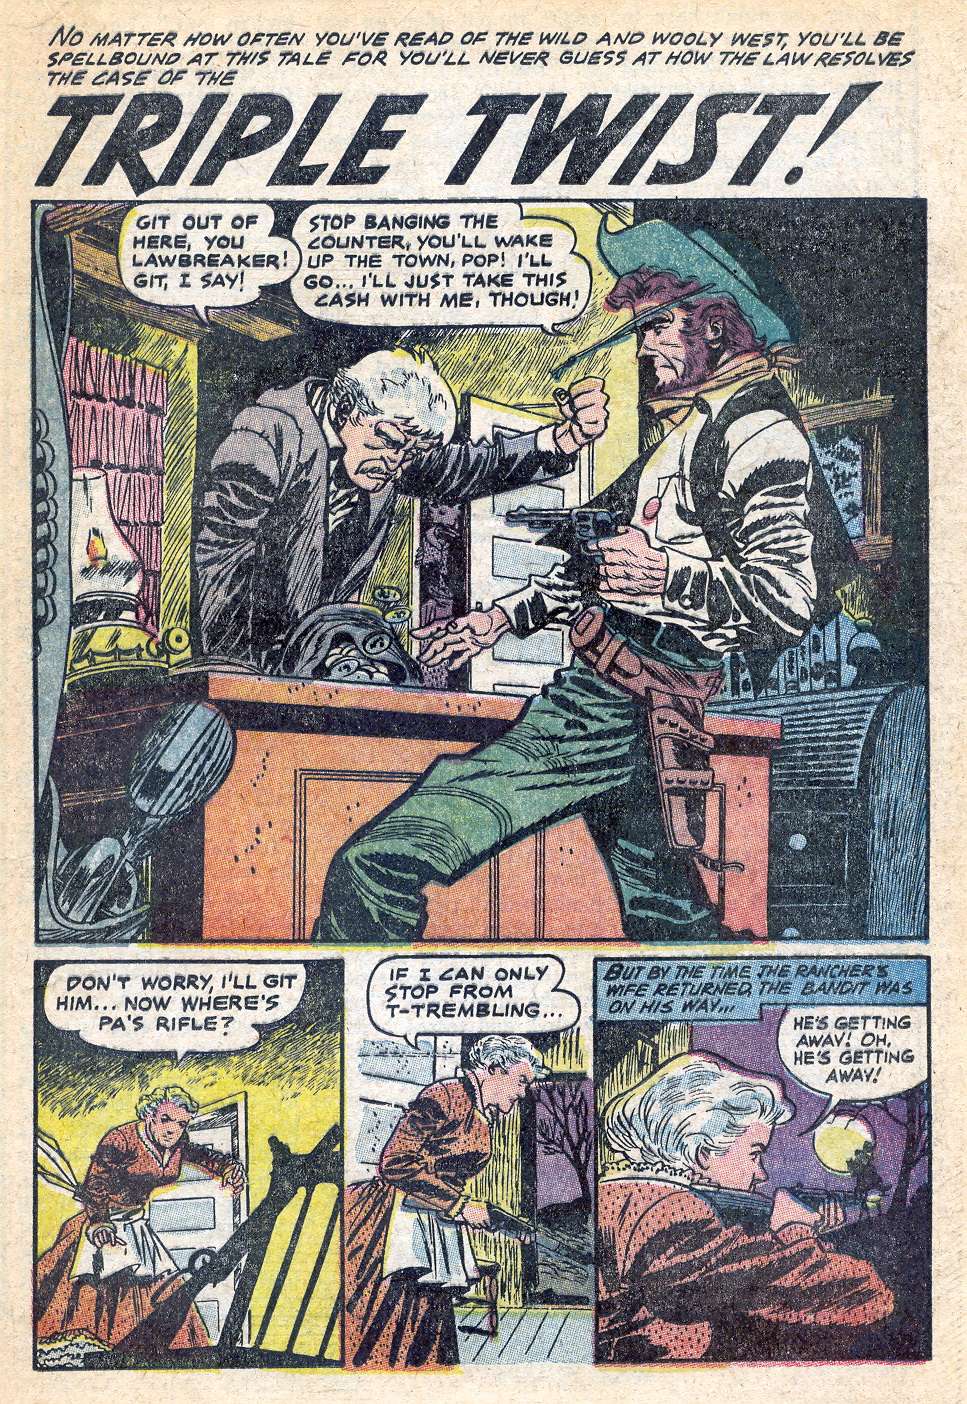 NO MATTER HOW OFTEN YOU'VE READ OF THE WILD AND WOOLY WEST, YOU'LL BE
SPELLBOUND AT THIS TALE FOR YOU'LL NEVER GUESS AT HOW THE LAW RESOLVES
THE CASE OF THE
TRIPLE TWIST!
GIT OUT OF
HERE, YOU
LAWBREAKER!
GIT, I SAY!
STOP BANGING THE
COUNTER, YOU'LL WAKE
UP THE TOWN, POP! I'LL
GO... I'LL JUST TAKE THIS
CASH WITH ME, THOUGH!
DON'T WORRY, I'LL GIT
HIM... NOW WHERE'S
PA'S RIFLE?
IF I CAN ONLY
STOP FROM
T-TREMBLING...
BUT BY THE TIME THE RANCHER'S
WIFE RETURNED, THE BANDIT WAS
ON HIS WAY...
HE'S GETTING
AWAY! OH,
HE'S GETTING
AWAY!